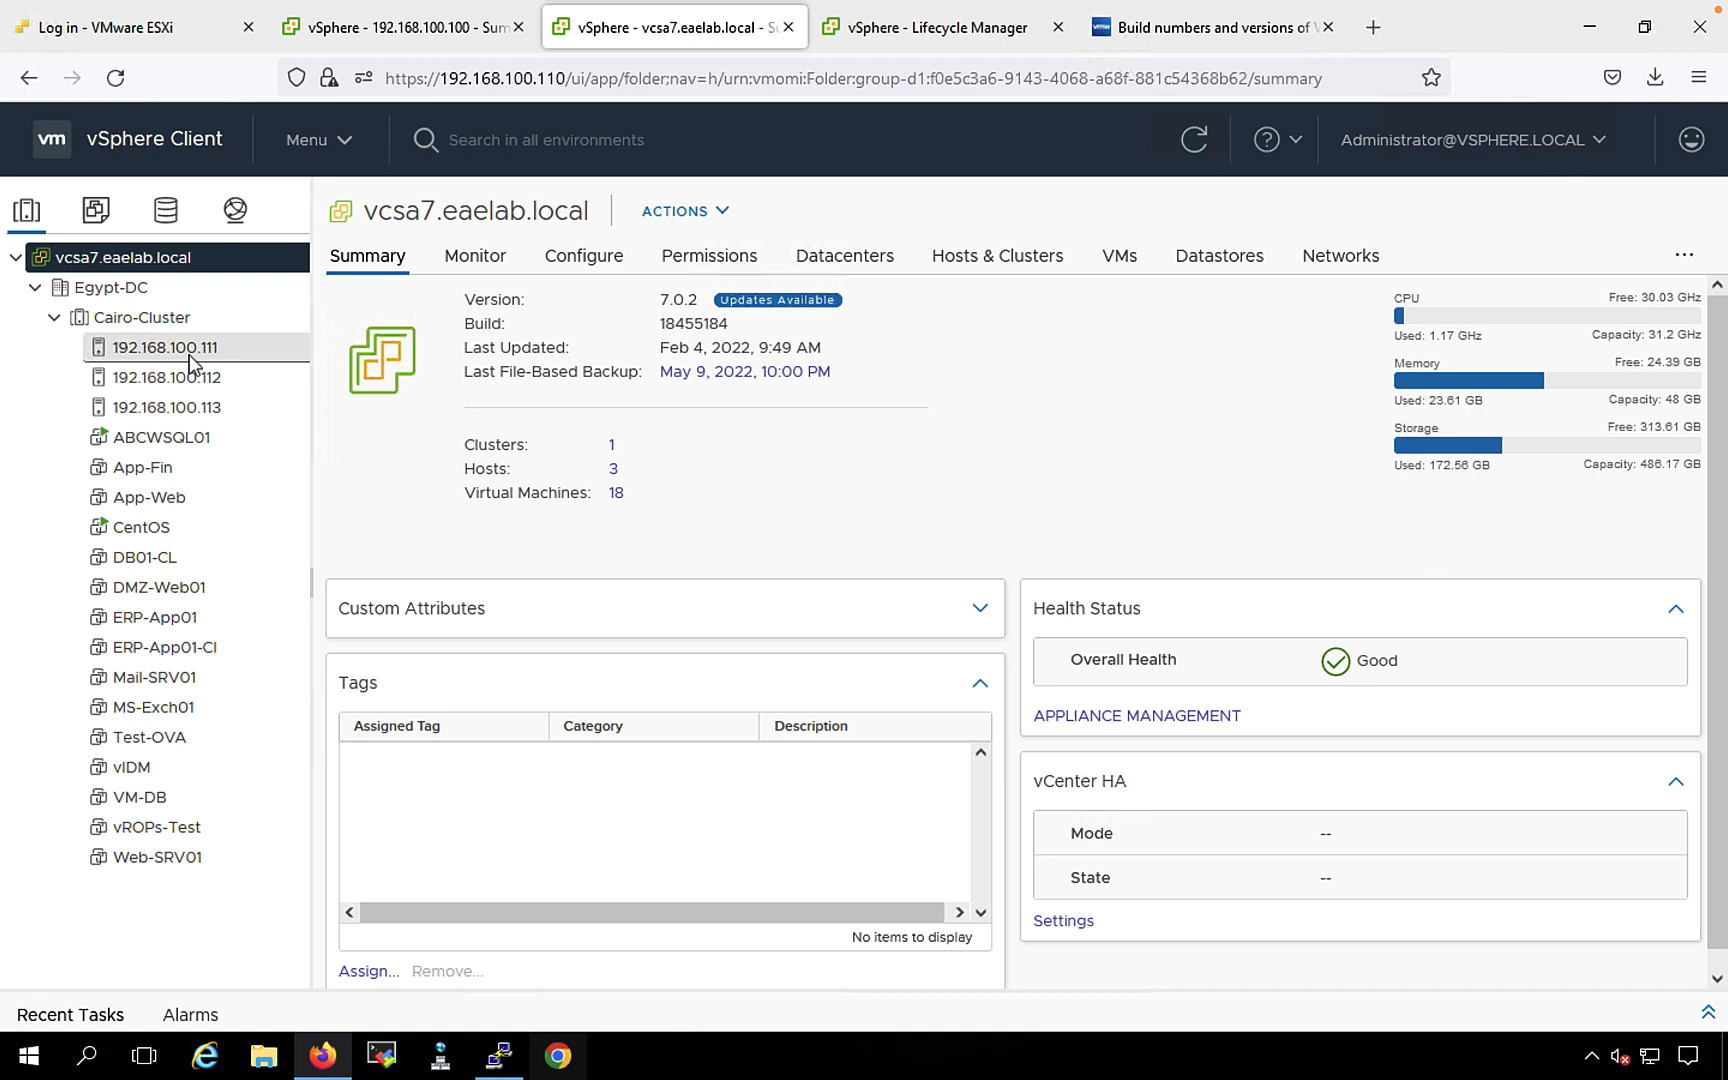 Log in - VMware ESXi
vSphere - 192.168.100.100 - Sum
vSphere - vcsa7.eaelab.local - Su
vSphere - Lifecycle Manager
vmw Build numbers and versions of V
https://192.168.100.110/ui/app/folder;nav=h/urn:vmomi:Folder:group-d1:f0e5c3a6-9143-4068-a68f-881c54368b62/summary
vm vSphere Client
Menu
Search in all environments
Administrator@VSPHERE.LOCAL
vcsa7.eaelab.local
ACTIONS
Summary Monitor Configure Permissions Datacenters Hosts & Clusters VMs Datastores Networks
vcsa7.eaelab.local
Egypt-DC
Cairo-Cluster
192.168.100.111
192.168.100.112
192.168.100.113
ABCWSQL01
App-Fin
App-Web
CentOS
DB01-CL
DMZ-Web01
ERP-App01
ERP-App01-Cl
Mail-SRV01
MS-Exch01
Test-OVA
vIDM
VM-DB
vROPs-Test
Web-SRV01
Version: 7.0.2 Updates Available
Build: 18455184
Last Updated: Feb 4, 2022, 9:49 AM
Last File-Based Backup: May 9, 2022, 10:00 PM
Clusters: 1
Hosts: 3
Virtual Machines: 18
CPU Free: 30.03 GHz
Used: 1.17 GHz Capacity: 31.2 GHz
Memory Free: 24.39 GB
Used: 23.61 GB Capacity: 48 GB
Storage Free: 313.61 GB
Used: 172.56 GB Capacity: 486.17 GB
Custom Attributes
Tags
Assigned Tag Category Description
No items to display
Assign... Remove...
Health Status
Overall Health Good
APPLIANCE MANAGEMENT
vCenter HA
Mode --
State --
Settings
Recent Tasks Alarms